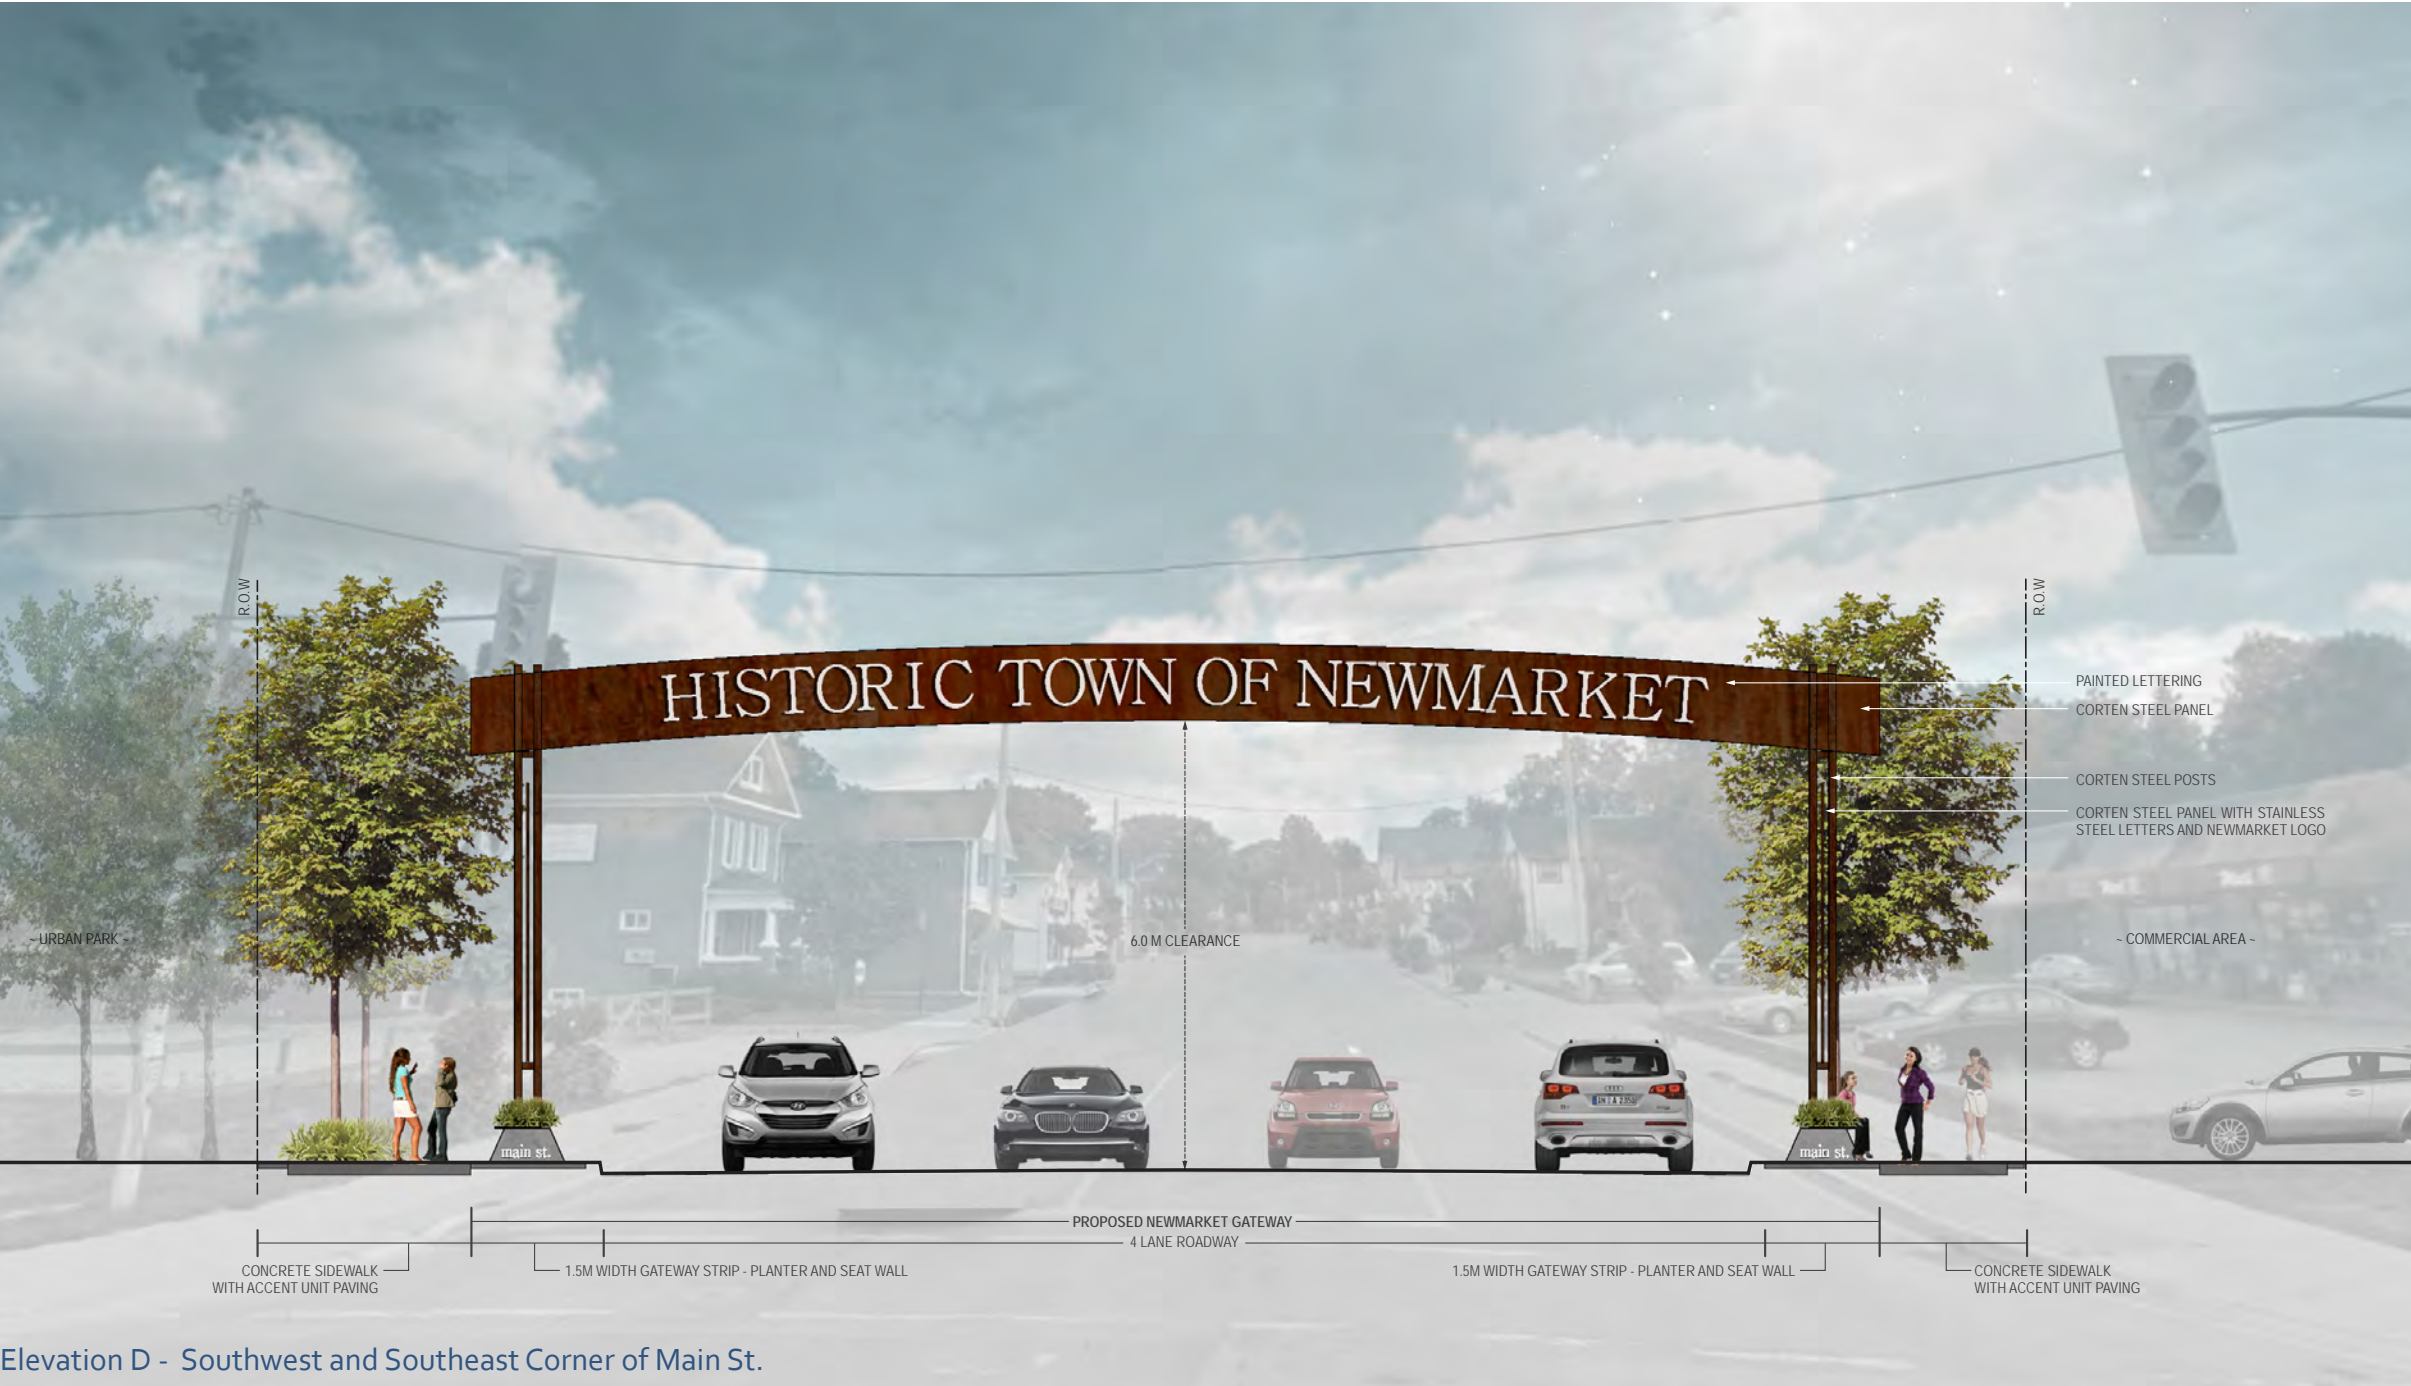 R.O.W
R.O.W
HISTORIC TOWN OF NEWMARKET
PAINTED LETTERING
CORTEN STEEL PANEL
CORTEN STEEL POSTS
CORTEN STEEL PANEL WITH STAINLESS
STEEL LETTERS AND NEWMARKET LOGO
~ URBAN PARK ~
6.0 M CLEARANCE
~ COMMERCIAL AREA ~
main st.
main st.
PROPOSED NEWMARKET GATEWAY
4 LANE ROADWAY
CONCRETE SIDEWALK
WITH ACCENT UNIT PAVING
1.5M WIDTH GATEWAY STRIP - PLANTER AND SEAT WALL
1.5M WIDTH GATEWAY STRIP - PLANTER AND SEAT WALL
CONCRETE SIDEWALK
WITH ACCENT UNIT PAVING
Elevation D - Southwest and Southeast Corner of Main St.